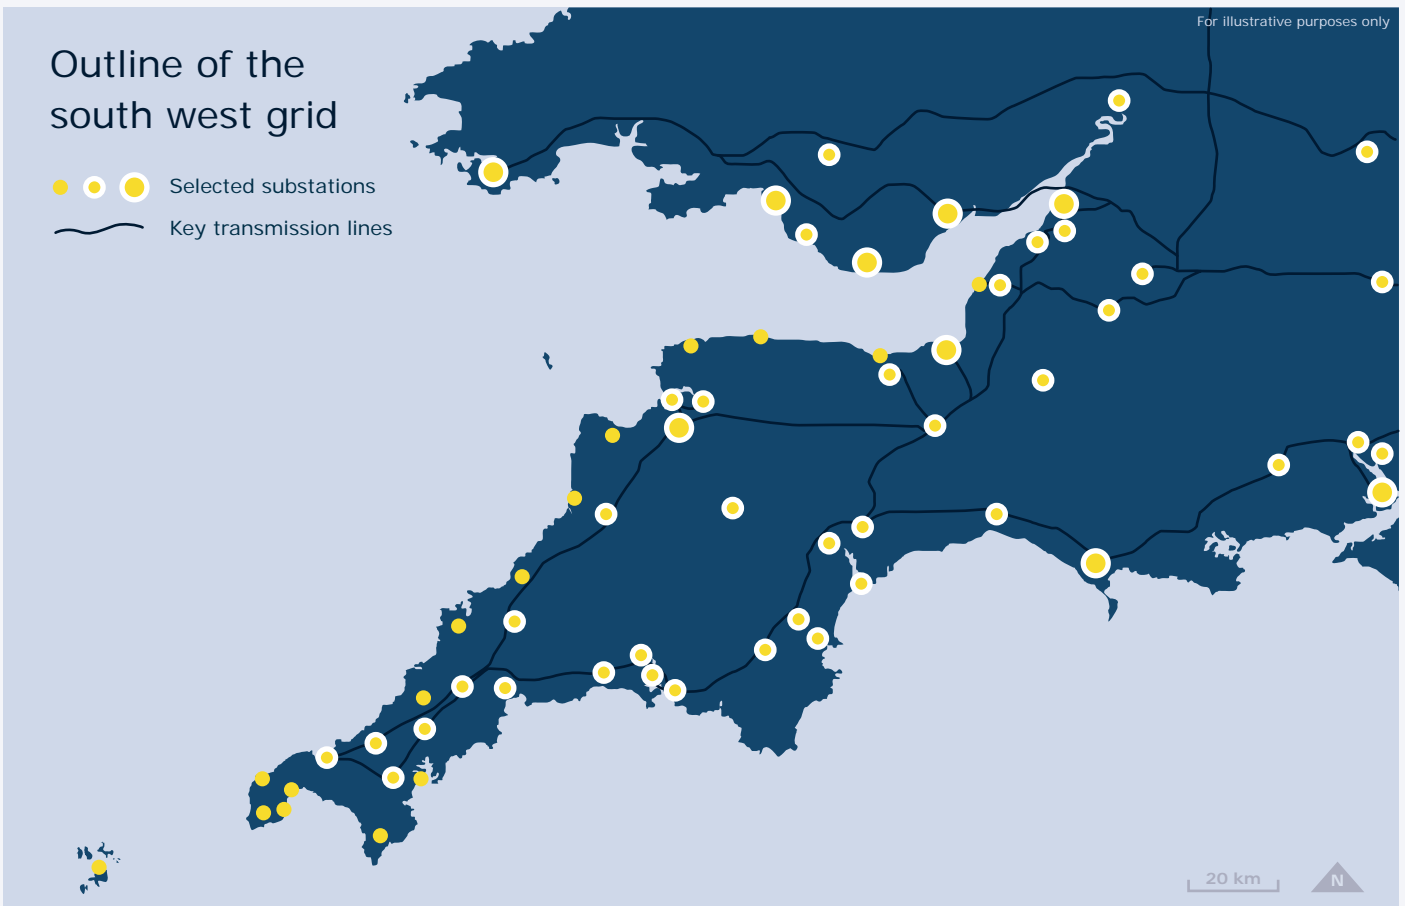 For illustrative purposes only
Outline of the
south west grid
Selected substations
Key transmission lines
20 km
N